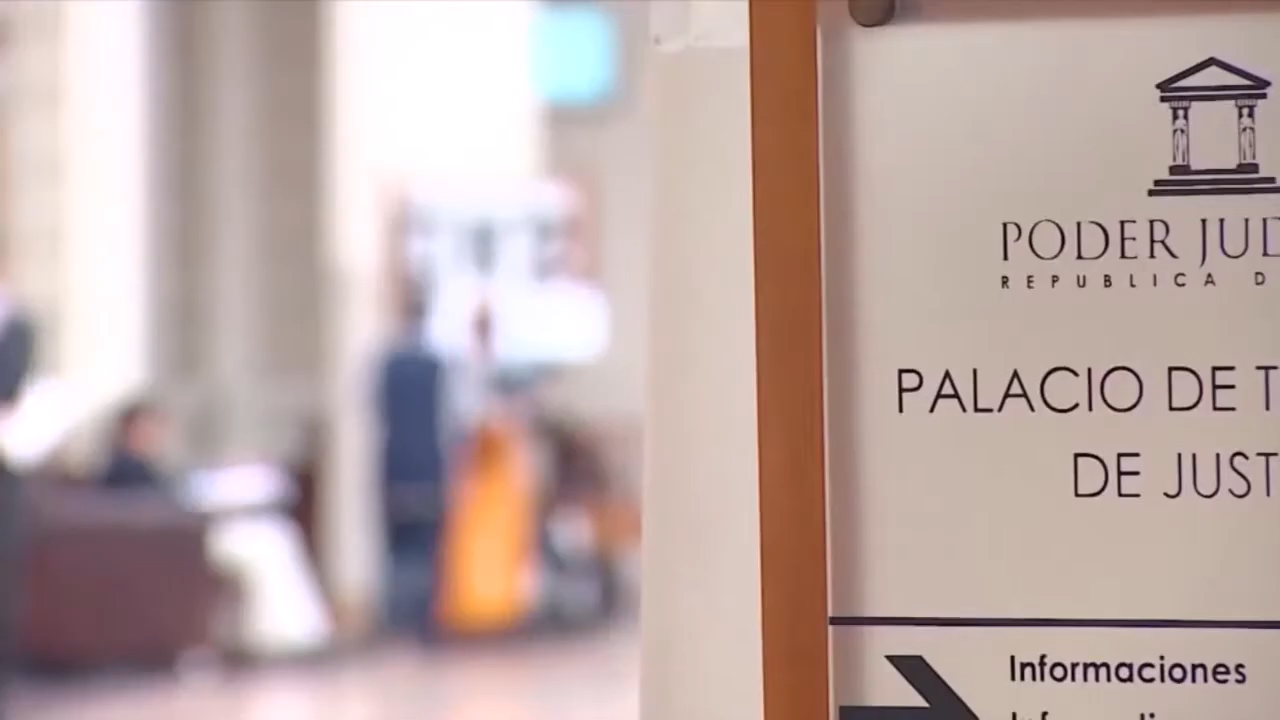 PODER JUD
REPUBLICA D
PALACIO DE T
DE JUST
Informaciones